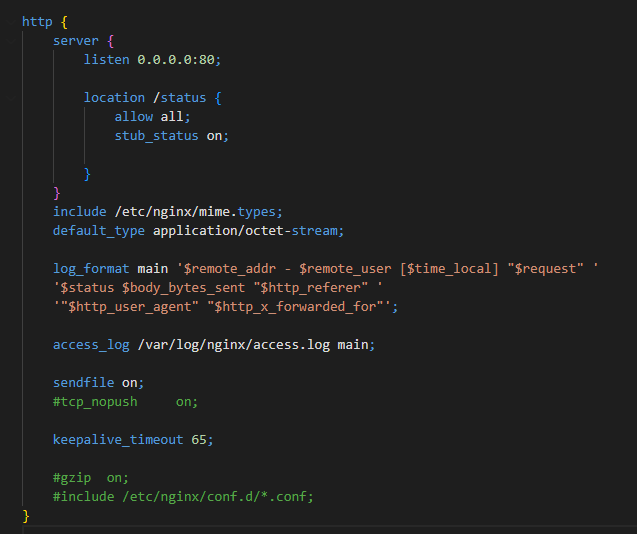 http {
server {
listen 0.0.0.0:80;
location /status {
allow all;
stub_status on;
}
}
include /etc/nginx/mime.types;
default_type application/octet-stream;
log_format main '$remote_addr - $remote_user [$time_local] "$request" '
'$status $body_bytes_sent "$http_referer" '
'"$http_user_agent" "$http_x_forwarded_for"';
access_log /var/log/nginx/access.log main;
sendfile on;
#tcp_nopush     on;
keepalive_timeout 65;
#gzip  on;
#include /etc/nginx/conf.d/*.conf;
}